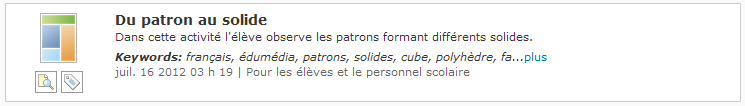 Du patron au solide
Dans cette activité l'élève observe les patrons formant différents solides.
Keywords: français, édumédia, patrons, solides, cube, polyhèdre, fa...plus
juil. 16 2012 03 h 19 | Pour les élèves et le personnel scolaire